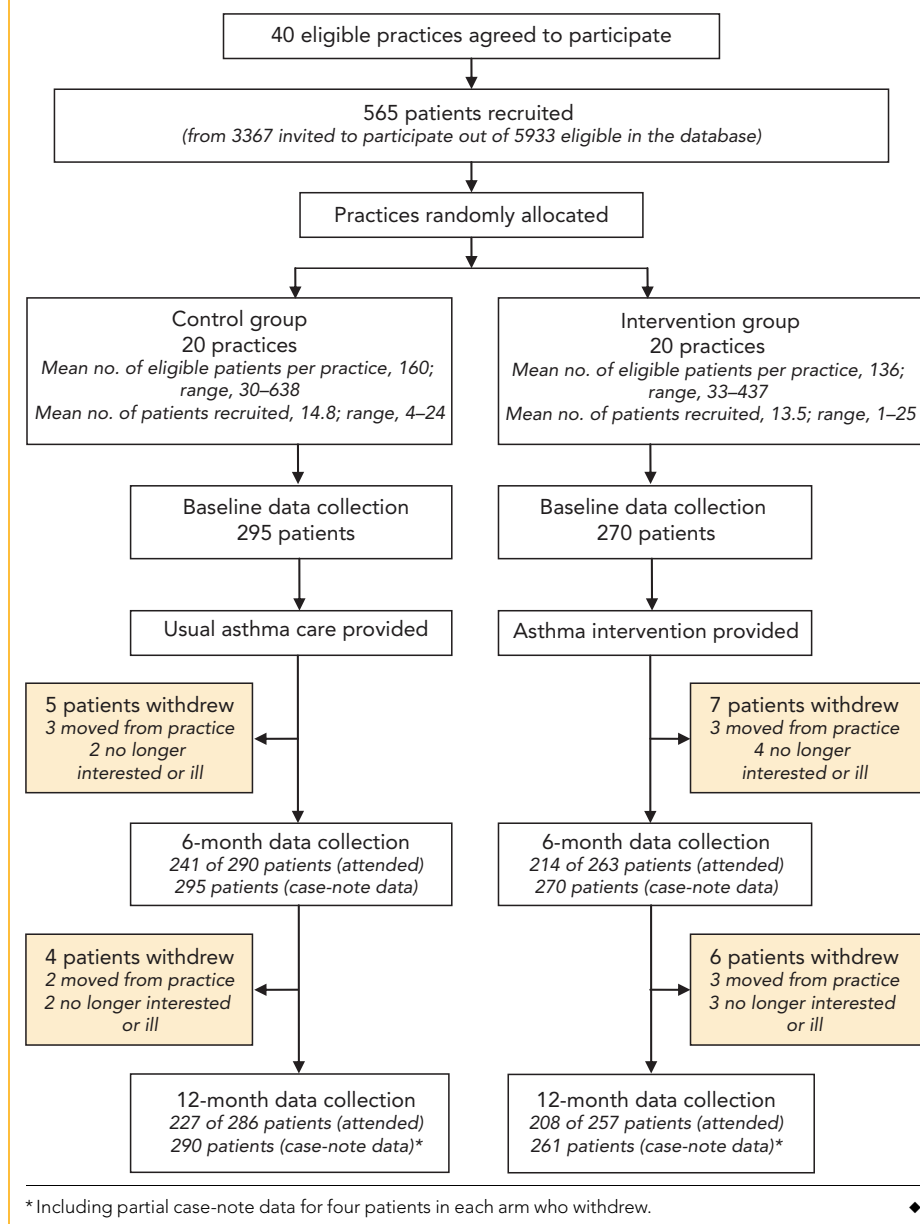 40 eligible practices agreed to participate
565 patients recruited
(from 3367 invited to participate out of 5933 eligible in the database)
Practices randomly allocated
Control group
20 practices
Mean no. of eligible patients per practice, 160;
range, 30–638
Mean no. of patients recruited, 14.8; range, 4–24
Intervention group
20 practices
Mean no. of eligible patients per practice, 136;
range, 33–437
Mean no. of patients recruited, 13.5; range, 1–25
Baseline data collection
295 patients
Baseline data collection
270 patients
Usual asthma care provided
Asthma intervention provided
5 patients withdrew
3 moved from practice
2 no longer
interested or ill
7 patients withdrew
3 moved from practice
4 no longer
interested or ill
6-month data collection
241 of 290 patients (attended)
295 patients (case-note data)
6-month data collection
214 of 263 patients (attended)
270 patients (case-note data)
4 patients withdrew
2 moved from practice
2 no longer interested
or ill
6 patients withdrew
3 moved from practice
3 no longer interested
or ill
12-month data collection
227 of 286 patients (attended)
290 patients (case-note data)*
12-month data collection
208 of 257 patients (attended)
261 patients (case-note data)*
* Including partial case-note data for four patients in each arm who withdrew. ◆